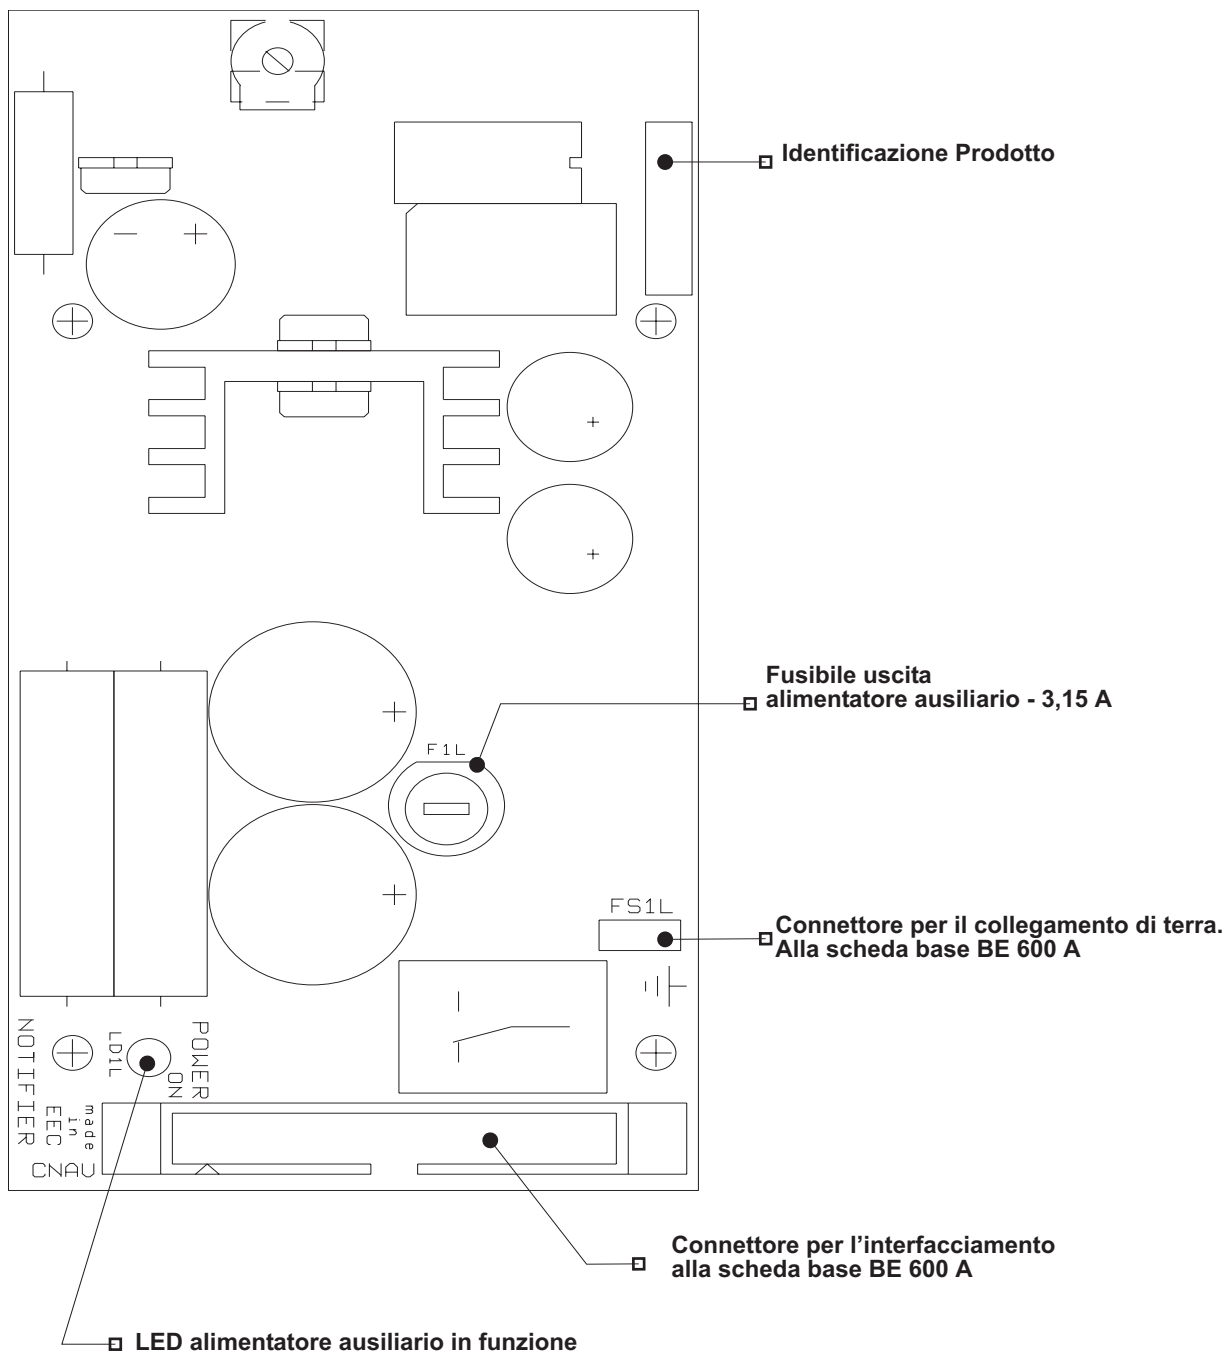 Identificazione Prodotto
Fusibile uscita
alimentatore ausiliario - 3,15 A
F1L
FS1L
Connettore per il collegamento di terra.
Alla scheda base BE 600 A
NOTIFIER
LD1L
POWER
ON
made
in
EEC
CNAV
Connettore per l’interfacciamento
alla scheda base BE 600 A
LED alimentatore ausiliario in funzione